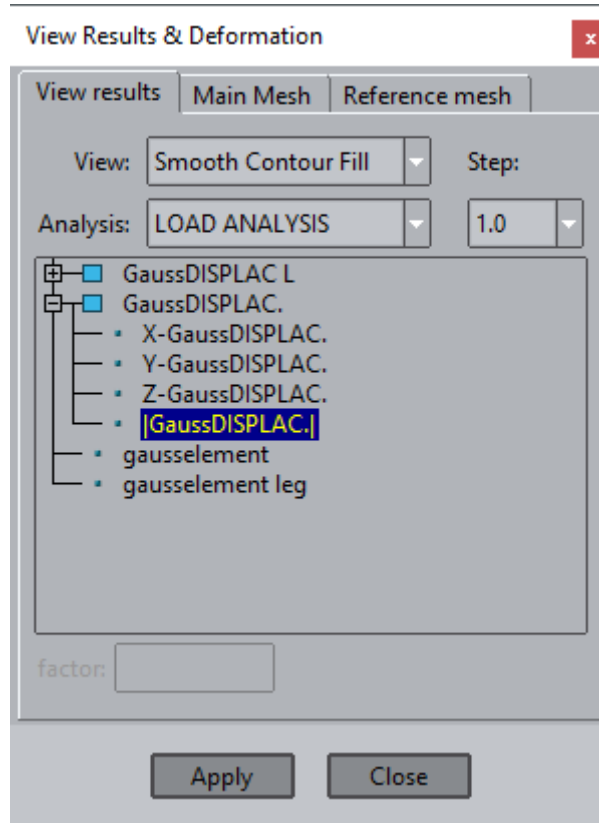 View Results & Deformation x
View results Main Mesh Reference mesh
View: Smooth Contour Fill Step:
Analysis: LOAD ANALYSIS 1.0
GaussDISPLAC L
GaussDISPLAC.
X-GaussDISPLAC.
Y-GaussDISPLAC.
Z-GaussDISPLAC.
|GaussDISPLAC.|
gausselement
gausselement leg
factor:
Apply Close